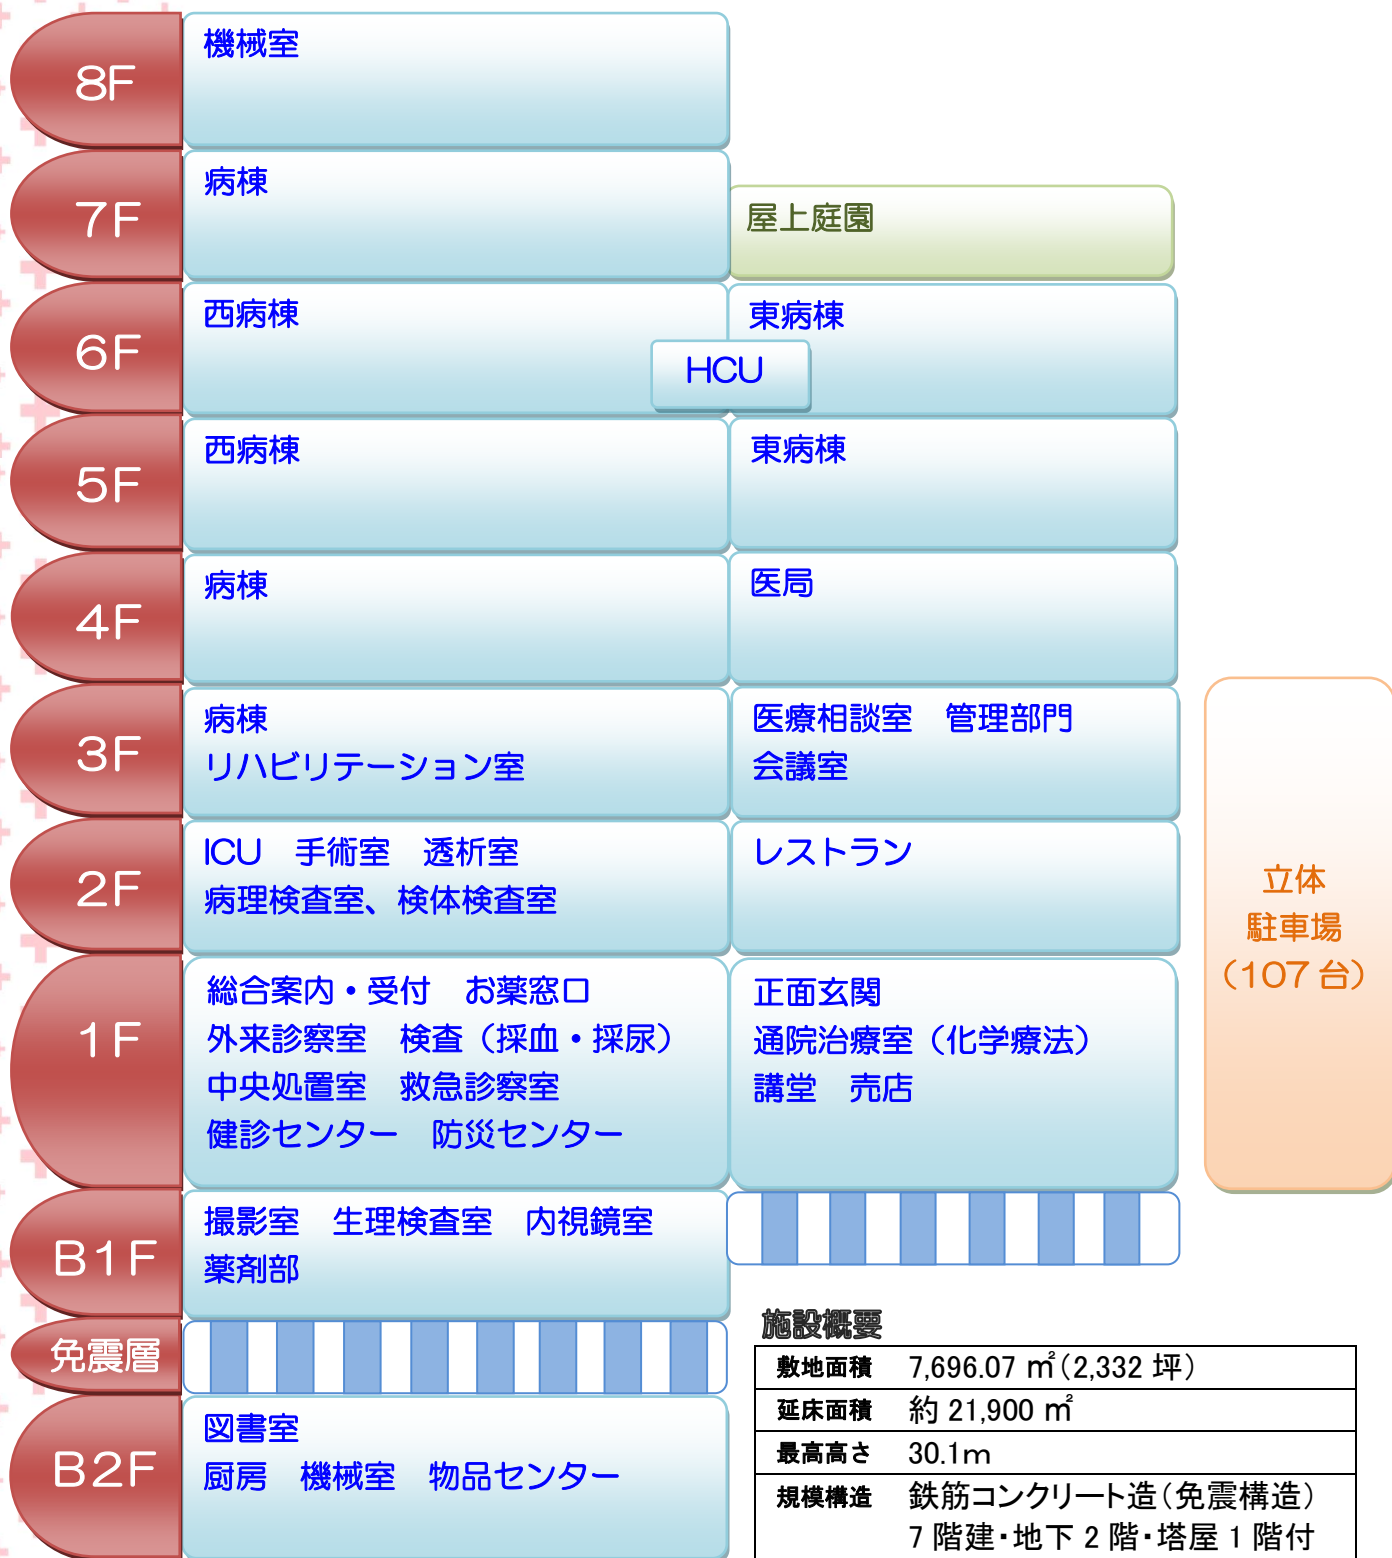 8F
機械室
7F
病棟
屋上庭園
6F
西病棟
東病棟
HCU
5F
西病棟
東病棟
4F
病棟
医局
3F
病棟
リハビリテーション室
医療相談室　管理部門
会議室
2F
ICU　手術室　透析室
病理検査室、検体検査室
レストラン
立体
駐車場
（107台）
1F
総合案内・受付　お薬窓口
外来診察室　検査（採血・採尿）
中央処置室　救急診察室
健診センター　防災センター
正面玄関
通院治療室（化学療法）
講堂　売店
B1F
撮影室　生理検査室　内視鏡室
薬剤部
免震層
B2F
図書室
厨房　機械室　物品センター
施設概要
敷地面積　7,696.07 ㎡（2,332 坪）
延床面積　約 21,900 ㎡
最高高さ　30.1ｍ
規模構造　鉄筋コンクリート造（免震構造）
7 階建・地下 2 階・塔屋 1 階付